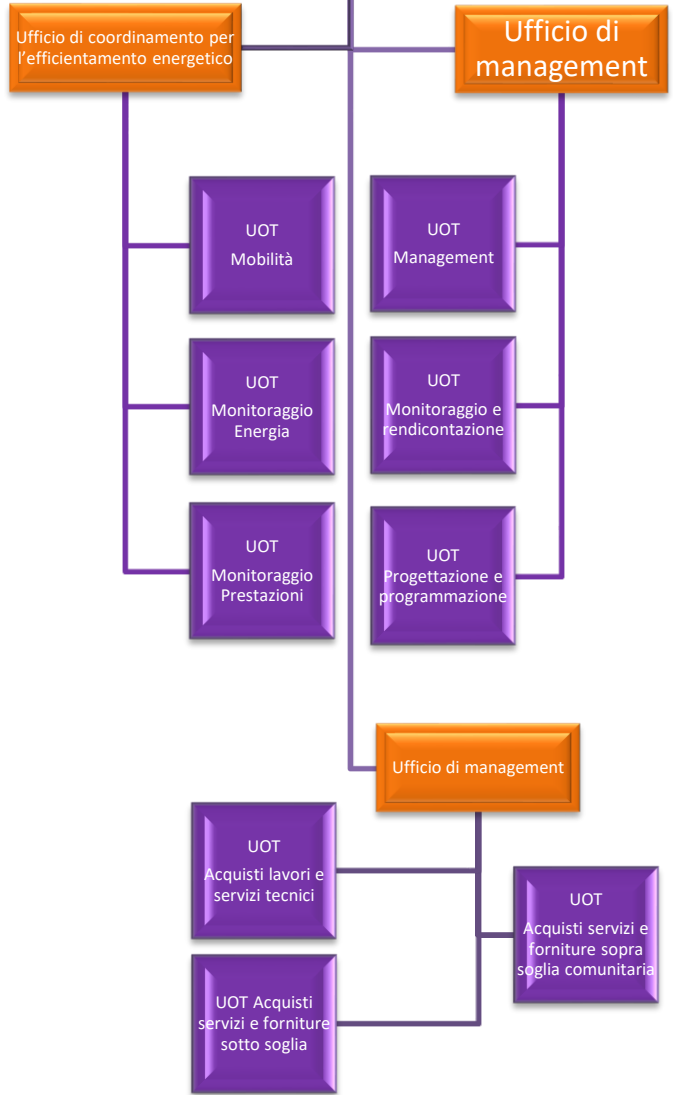 Ufficio di coordinamento per
l'efficientamento energetico
Ufficio di
management
UOT
Mobilità
UOT
Management
UOT
Monitoraggio
Energia
UOT
Monitoraggio e
rendicontazione
UOT
Monitoraggio
Prestazioni
UOT
Progettazione e
programmazione
Ufficio di management
UOT
Acquisti lavori e
servizi tecnici
UOT
Acquisti servizi e
forniture sopra
soglia comunitaria
UOT Acquisti
servizi e forniture
sotto soglia